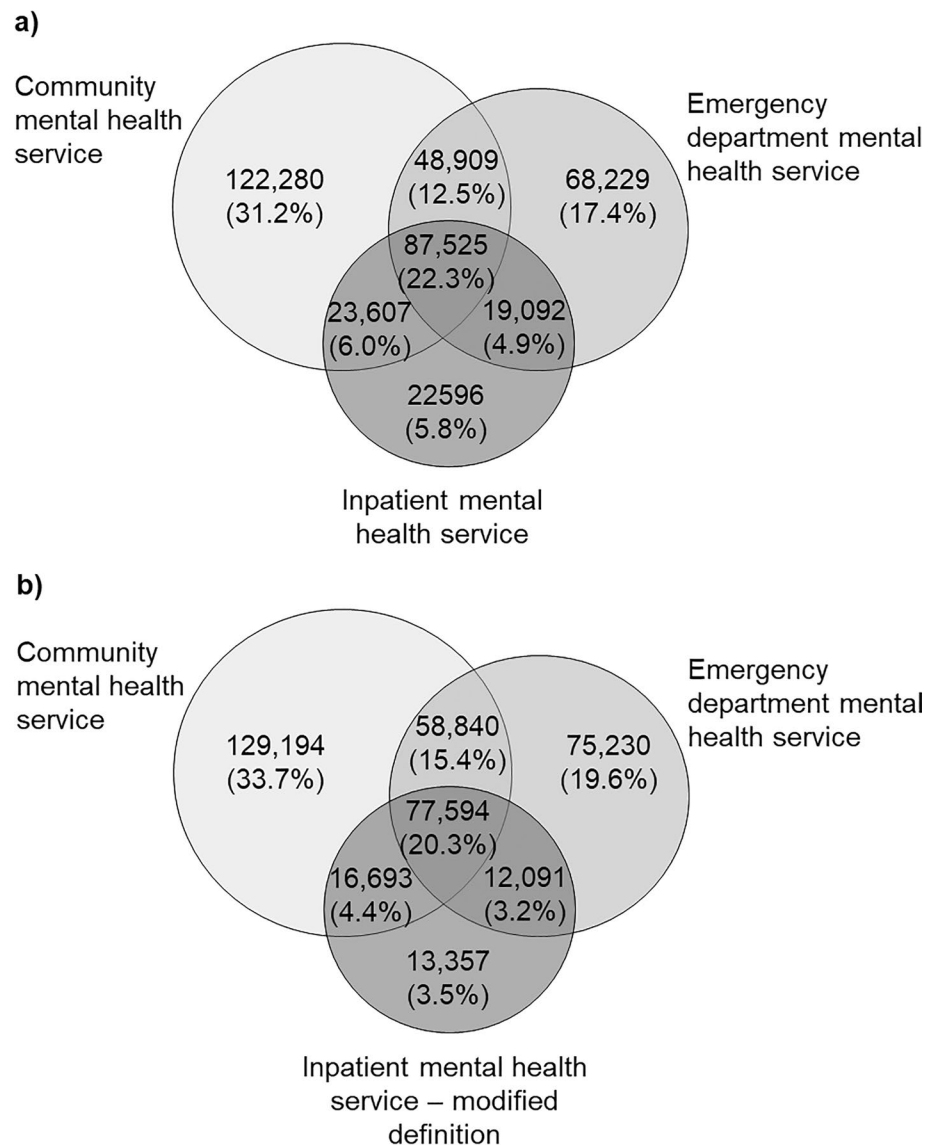 a)
Community
mental health
service
Emergency
department mental
health service
122,280
(31.2%)
48,909
(12.5%)
68,229
(17.4%)
87,525
(22.3%)
23,607
(6.0%)
19,092
(4.9%)
22596
(5.8%)
Inpatient mental
health service
b)
Community
mental health
service
Emergency
department mental
health service
129,194
(33.7%)
58,840
(15.4%)
75,230
(19.6%)
77,594
(20.3%)
16,693
(4.4%)
12,091
(3.2%)
13,357
(3.5%)
Inpatient mental health
service – modified
definition